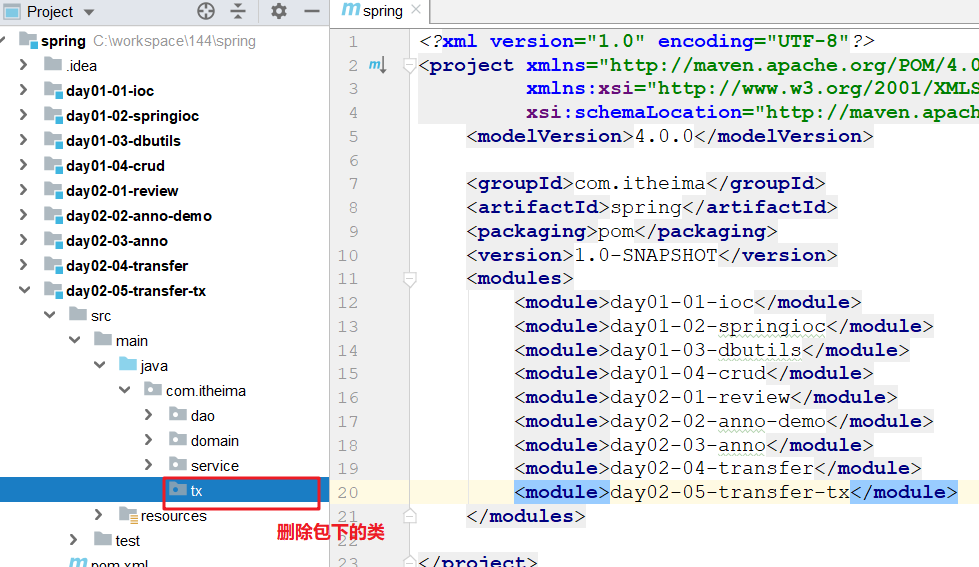 Project
spring C:\workspace\144\spring
.idea
day01-01-ioc
day01-02-springioc
day01-03-dbutils
day01-04-crud
day02-01-review
day02-02-anno-demo
day02-03-anno
day02-04-transfer
day02-05-transfer-tx
src
main
java
com.itheima
dao
domain
service
tx
resources
test
pom.xml
删除包下的类
spring
1 <?xml version="1.0" encoding="UTF-8"?>
2 <project xmlns="http://maven.apache.org/POM/4.0
3 xmlns:xsi="http://www.w3.org/2001/XMLS
4 xsi:schemaLocation="http://maven.apach
5 <modelVersion>4.0.0</modelVersion>
6
7 <groupId>com.itheima</groupId>
8 <artifactId>spring</artifactId>
9 <packaging>pom</packaging>
10 <version>1.0-SNAPSHOT</version>
11 <modules>
12 <module>day01-01-ioc</module>
13 <module>day01-02-springioc</module>
14 <module>day01-03-dbutils</module>
15 <module>day01-04-crud</module>
16 <module>day02-01-review</module>
17 <module>day02-02-anno-demo</module>
18 <module>day02-03-anno</module>
19 <module>day02-04-transfer</module>
20 <module>day02-05-transfer-tx</module>
21 </modules>
22
23 </project>